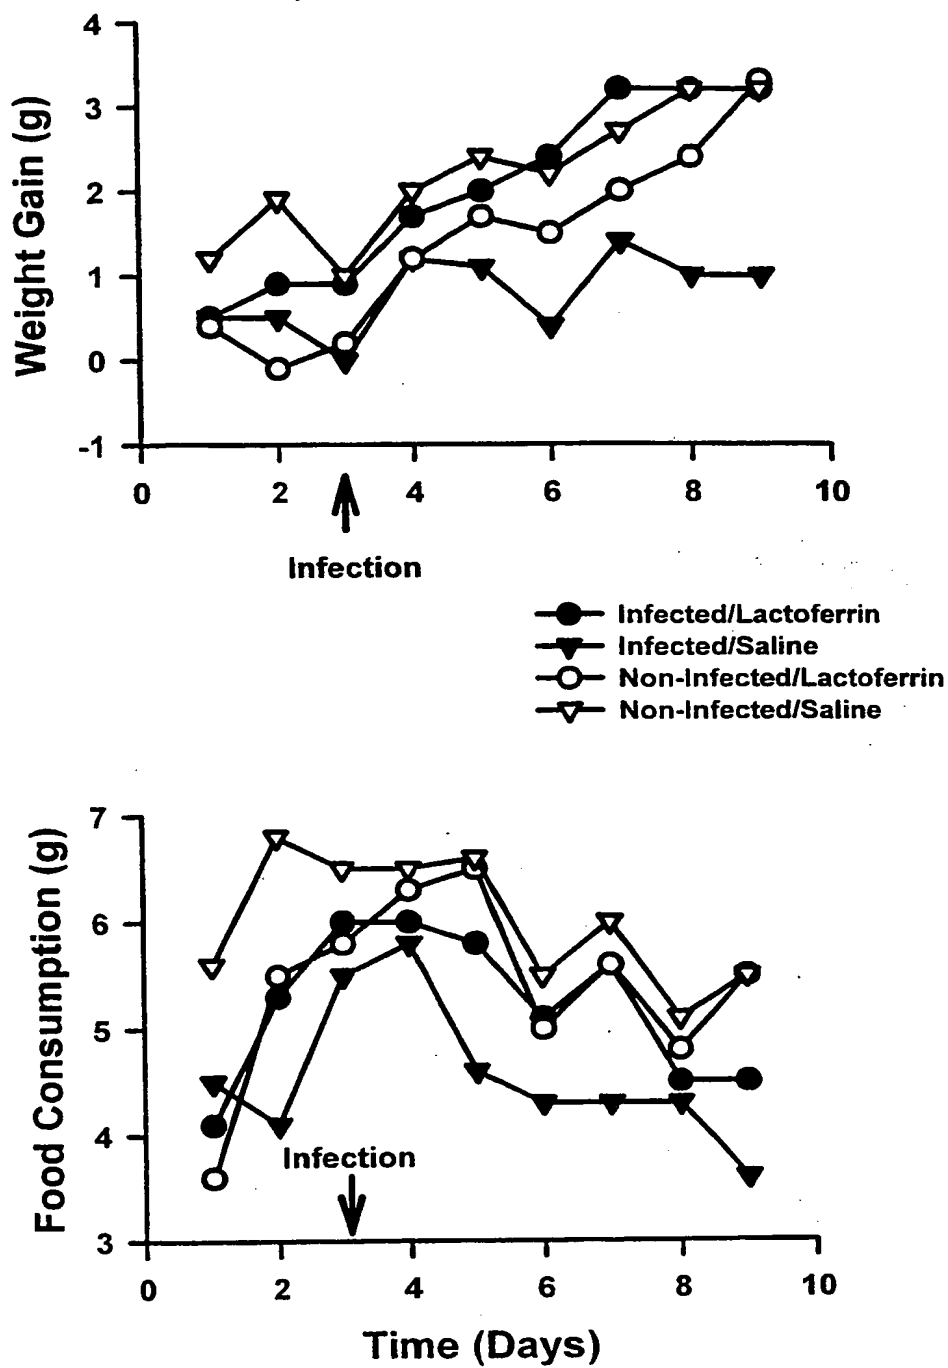 4
3
2
1
0
-1
Weight Gain (g)
0 2 4 6 8 10
Infection
Infected/Lactoferrin
Infected/Saline
Non-Infected/Lactoferrin
Non-Infected/Saline
7
6
5
4
3
Food Consumption (g)
Infection
0 2 4 6 8 10
Time (Days)